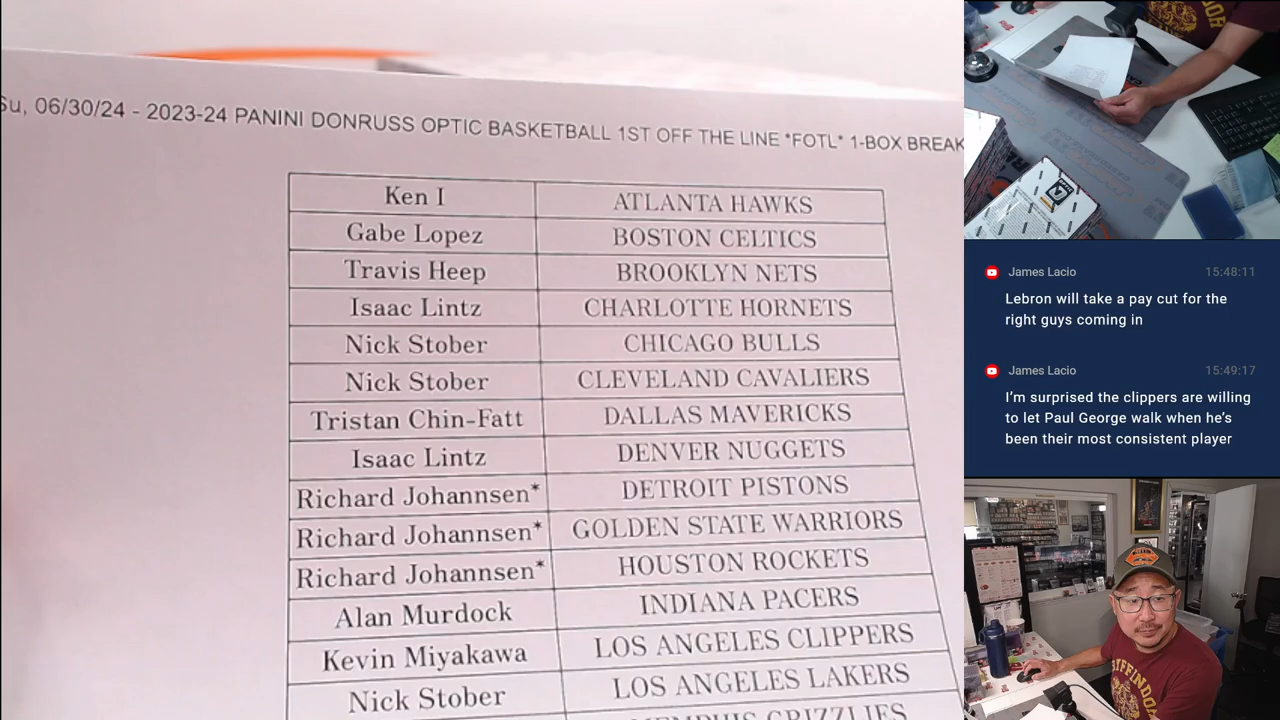 Su, 06/30/24 - 2023-24 PANINI DONRUSS OPTIC BASKETBALL 1ST OFF THE LINE *FOTL* 1-BOX BREAK
Ken I ATLANTA HAWKS
Gabe Lopez BOSTON CELTICS
Travis Heep BROOKLYN NETS
Isaac Lintz CHARLOTTE HORNETS
Nick Stober CHICAGO BULLS
Nick Stober CLEVELAND CAVALIERS
Tristan Chin-Fatt DALLAS MAVERICKS
Isaac Lintz DENVER NUGGETS
Richard Johannsen* DETROIT PISTONS
Richard Johannsen* GOLDEN STATE WARRIORS
Richard Johannsen* HOUSTON ROCKETS
Alan Murdock INDIANA PACERS
Kevin Miyakawa LOS ANGELES CLIPPERS
Nick Stober LOS ANGELES LAKERS
MEMPHIS GRIZZLIES
James Lacio 15:48:11
Lebron will take a pay cut for the
right guys coming in
James Lacio 15:49:17
I'm surprised the clippers are willing
to let Paul George walk when he's
been their most consistent player